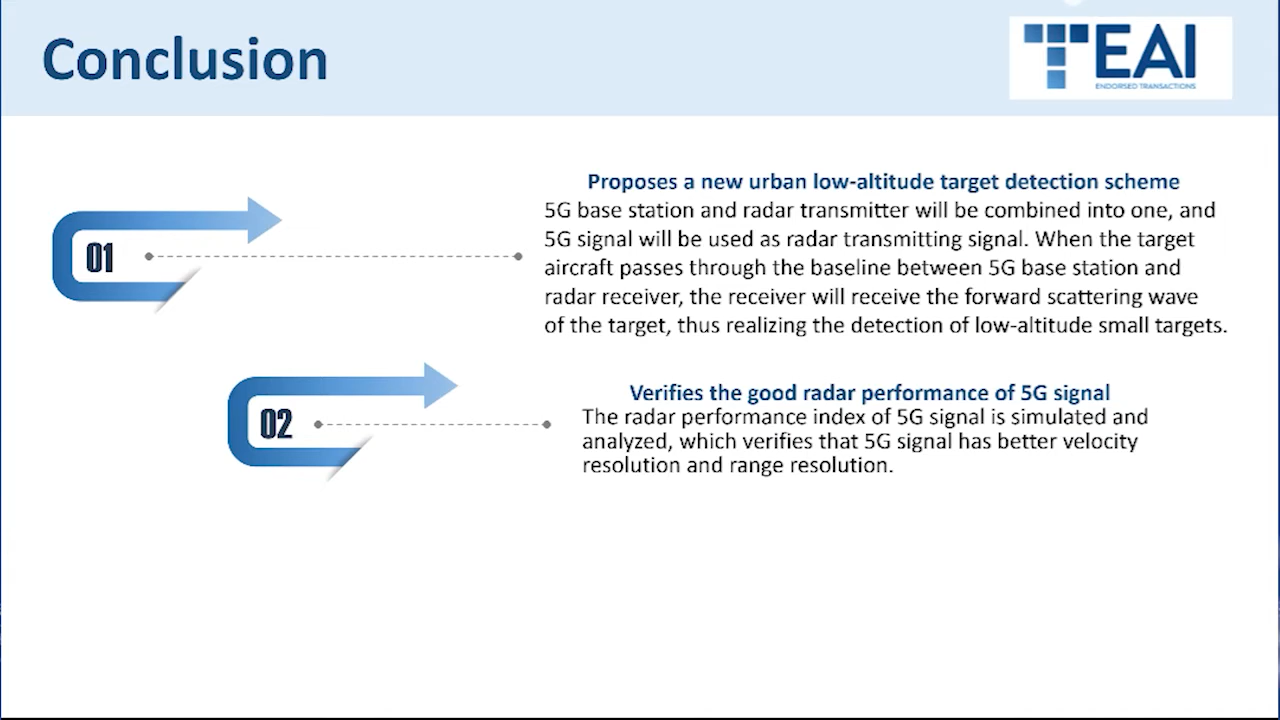 Conclusion
TEAI
ENDORSED TRANSACTIONS
01
Proposes a new urban low-altitude target detection scheme
5G base station and radar transmitter will be combined into one, and
5G signal will be used as radar transmitting signal. When the target
aircraft passes through the baseline between 5G base station and
radar receiver, the receiver will receive the forward scattering wave
of the target, thus realizing the detection of low-altitude small targets.
02
Verifies the good radar performance of 5G signal
The radar performance index of 5G signal is simulated and
analyzed, which verifies that 5G signal has better velocity
resolution and range resolution.